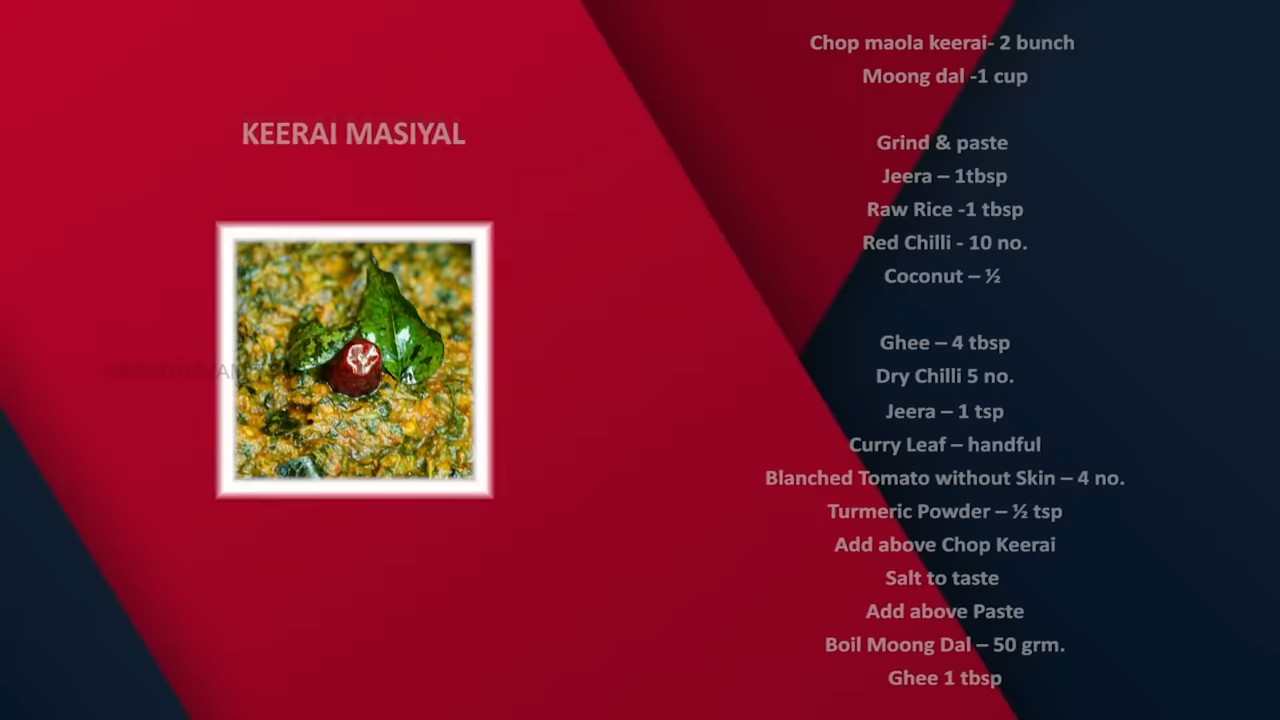 KEERAI MASIYAL
Chop maola keerai- 2 bunch
Moong dal -1 cup
Grind & paste
Jeera – 1tbsp
Raw Rice -1 tbsp
Red Chilli - 10 no.
Coconut – ½
Ghee – 4 tbsp
Dry Chilli 5 no.
Jeera – 1 tsp
Curry Leaf – handful
Blanched Tomato without Skin – 4 no.
Turmeric Powder – ½ tsp
Add above Chop Keerai
Salt to taste
Add above Paste
Boil Moong Dal – 50 grm.
Ghee 1 tbsp